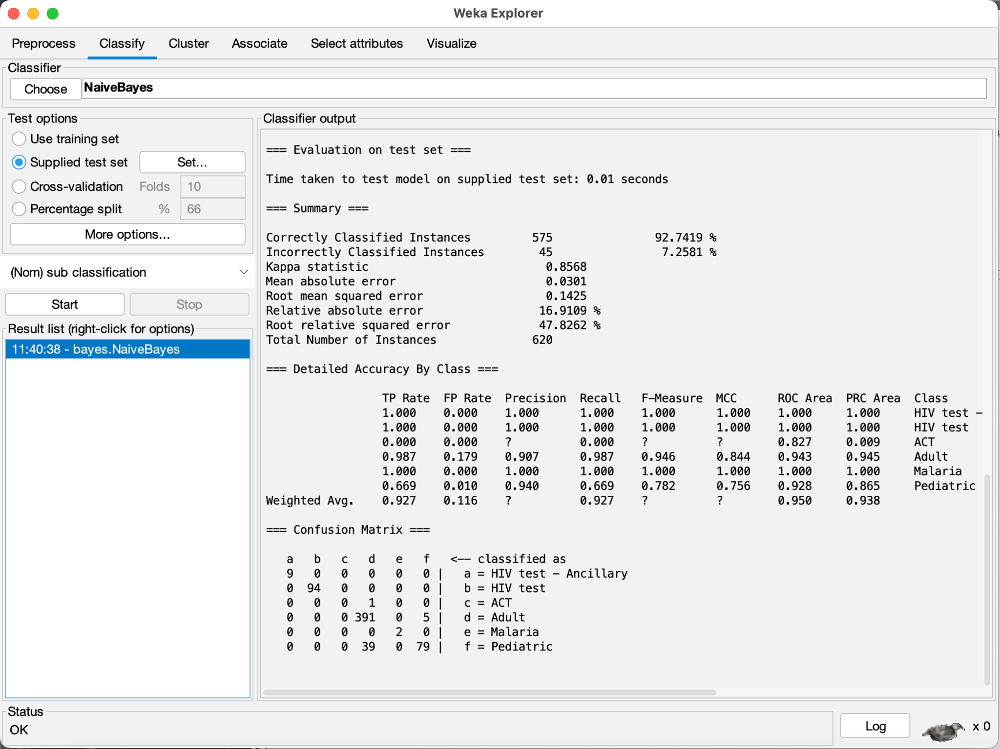 Weka Explorer
Preprocess Classify Cluster Associate Select attributes Visualize
Classifier
Choose NaiveBayes
Test options
Use training set
Supplied test set Set...
Cross-validation Folds 10
Percentage split % 66
More options...
(Nom) sub classification
Start Stop
Result list (right-click for options)
11:40:38 - bayes.NaiveBayes
Classifier output
=== Evaluation on test set ===
Time taken to test model on supplied test set: 0.01 seconds
=== Summary ===
Correctly Classified Instances 575 92.7419 %
Incorrectly Classified Instances 45 7.2581 %
Kappa statistic 0.8568
Mean absolute error 0.0301
Root mean squared error 0.1425
Relative absolute error 16.9109 %
Root relative squared error 47.8262 %
Total Number of Instances 620
=== Detailed Accuracy By Class ===
TP Rate FP Rate Precision Recall F-Measure MCC ROC Area PRC Area Class
1.000 0.000 1.000 1.000 1.000 1.000 1.000 1.000 HIV test -
1.000 0.000 1.000 1.000 1.000 1.000 1.000 1.000 HIV test
0.000 0.000 ? 0.000 ? ? 0.827 0.009 ACT
0.987 0.179 0.907 0.987 0.946 0.844 0.943 0.945 Adult
1.000 0.000 1.000 1.000 1.000 1.000 1.000 1.000 Malaria
0.669 0.010 0.940 0.669 0.782 0.756 0.928 0.865 Pediatric
Weighted Avg. 0.927 0.116 ? 0.927 ? ? 0.950 0.938
=== Confusion Matrix ===
a b c d e f <-- classified as
9 0 0 0 0 0 | a = HIV test - Ancillary
0 94 0 0 0 0 | b = HIV test
0 0 0 1 0 0 | c = ACT
0 0 0 391 0 5 | d = Adult
0 0 0 0 2 0 | e = Malaria
0 0 0 39 0 79 | f = Pediatric
Status
OK
Log x 0